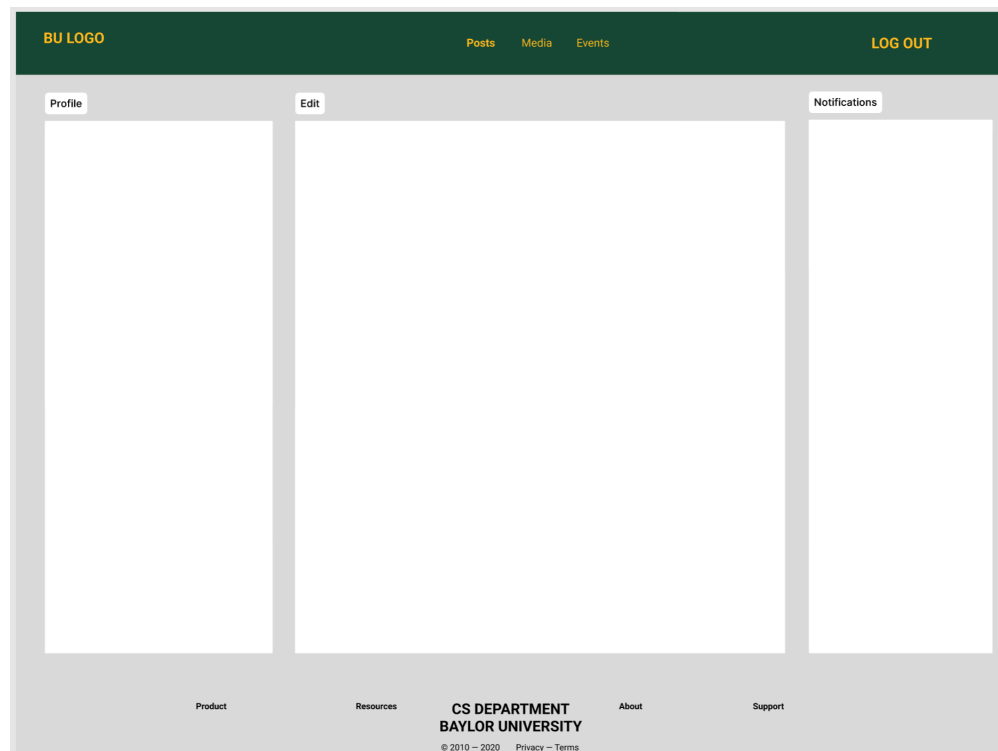 BU LOGO
Posts Media Events
LOG OUT
Profile
Edit
Notifications
Product
Resources
CS DEPARTMENT
BAYLOR UNIVERSITY
About
Support
© 2010 — 2020 Privacy — Terms